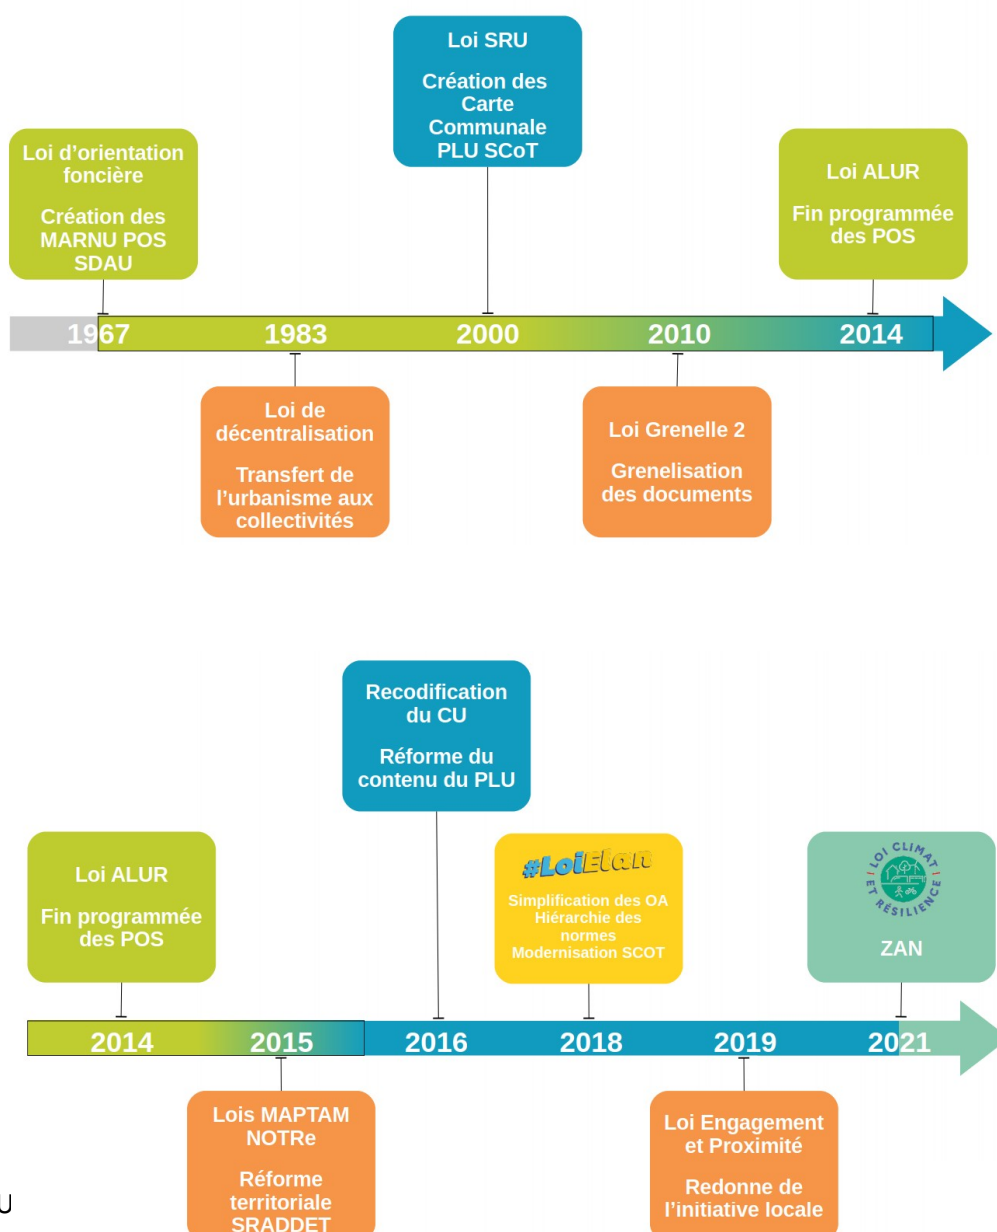 Loi SRU
Création des
Carte
Communale
PLU SCoT
Loi d'orientation
foncière
Création des
MARNU POS
SDAU
Loi ALUR
Fin programmée
des POS
1967
1983
2000
2010
2014
Loi de
décentralisation
Transfert de
l'urbanisme aux
collectivités
Loi Grenelle 2
Grenelisation
des documents
Recodification
du CU
Réforme du
contenu du PLU
Loi ALUR
Fin programmée
des POS
#LoiElan
Simplification des OA
Hiérarchie des
normes
Modernisation SCOT
LOI CLIMAT
ET RÉSILIENCE
ZAN
2014
2015
2016
2018
2019
2021
Lois MAPTAM
NOTRe
Réforme
territoriale
SRADDET
Loi Engagement
et Proximité
Redonne de
l'initiative locale
U